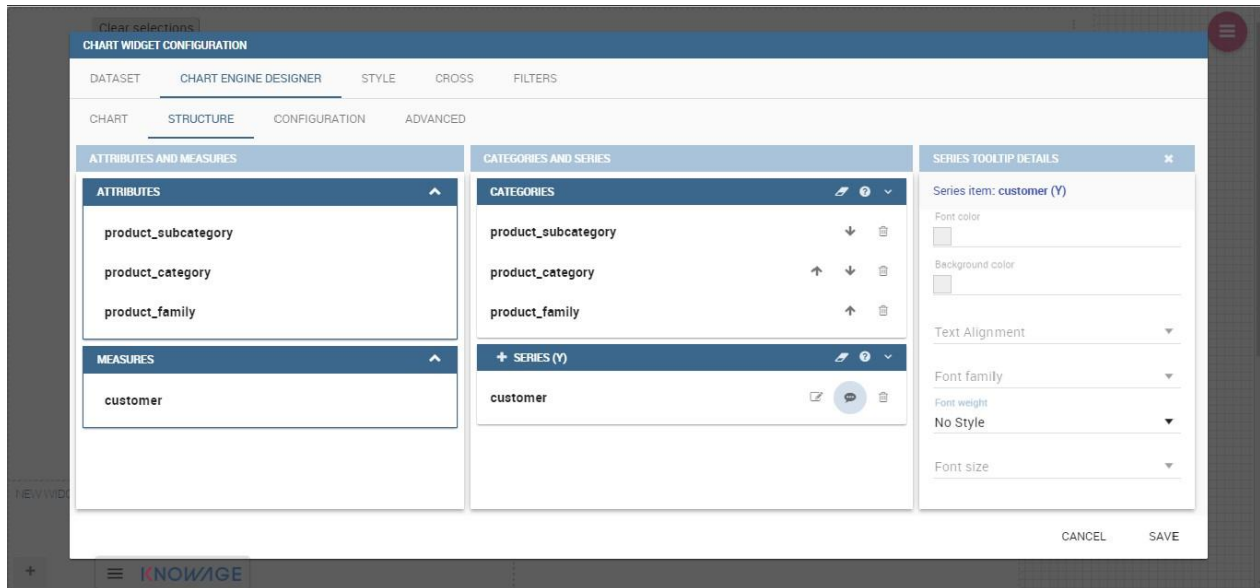 Clear selections
CHART WIDGET CONFIGURATION
DATASET CHART ENGINE DESIGNER STYLE CROSS FILTERS
CHART STRUCTURE CONFIGURATION ADVANCED
ATTRIBUTES AND MEASURES
ATTRIBUTES
product_subcategory
product_category
product_family
MEASURES
customer
CATEGORIES AND SERIES
CATEGORIES
product_subcategory
product_category
product_family
+ SERIES (Y)
customer
SERIES TOOLTIP DETAILS
Series item: customer (Y)
Font color
Background color
Text Alignment
Font family
Font weight
No Style
Font size
CANCEL SAVE
NEW WIDG
KNOWAGE